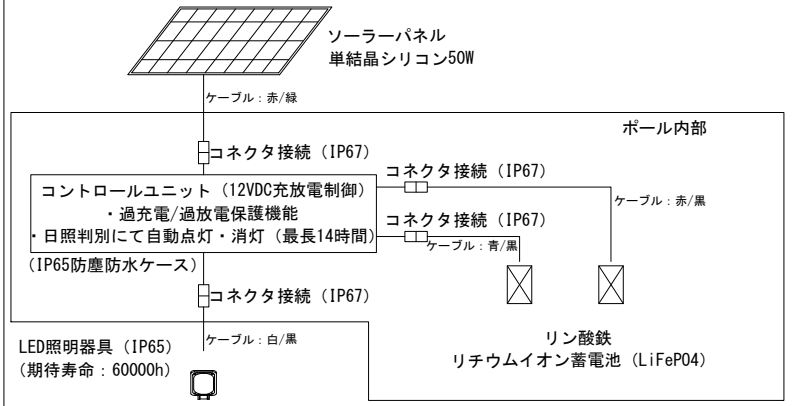 ソーラーパネル
単結晶シリコン50W
ケーブル：赤/緑
ポール内部
コネクタ接続（IP67）
コネクタ接続（IP67）
コントロールユニット（12VDC充放電制御）
・過充電/過放電保護機能
・日照判別にて自動点灯・消灯（最長14時間）
ケーブル：赤/黒
コネクタ接続（IP67）
ケーブル：青/黒
（IP65防塵防水ケース）
コネクタ接続（IP67）
ケーブル：白/黒
LED照明器具（IP65）
（期待寿命：60000h）
リン酸鉄
リチウムイオン蓄電池（LiFePO4）